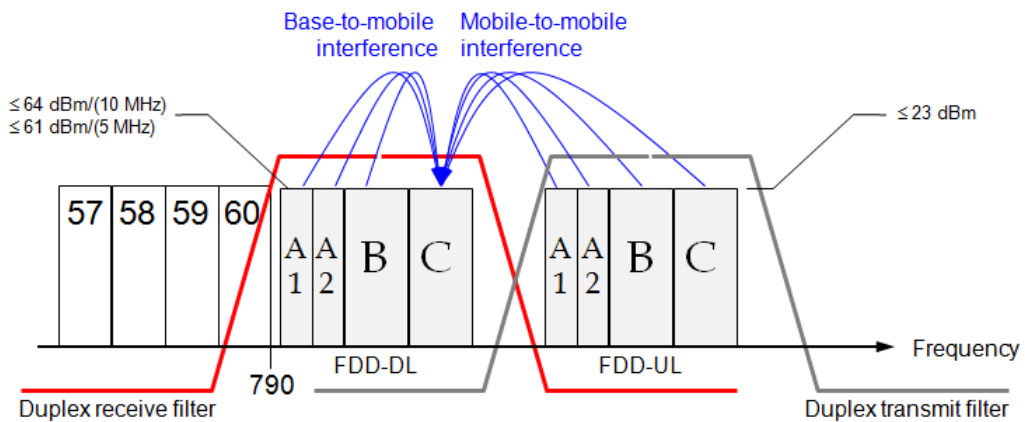 Base-to-mobile
interference
Mobile-to-mobile
interference
≤ 64 dBm/(10 MHz)
≤ 61 dBm/(5 MHz)
≤ 23 dBm
57 58 59 60
A
1
A
2
B
C
A
1
A
2
B
C
790
FDD-DL
FDD-UL
Frequency
Duplex receive filter
Duplex transmit filter